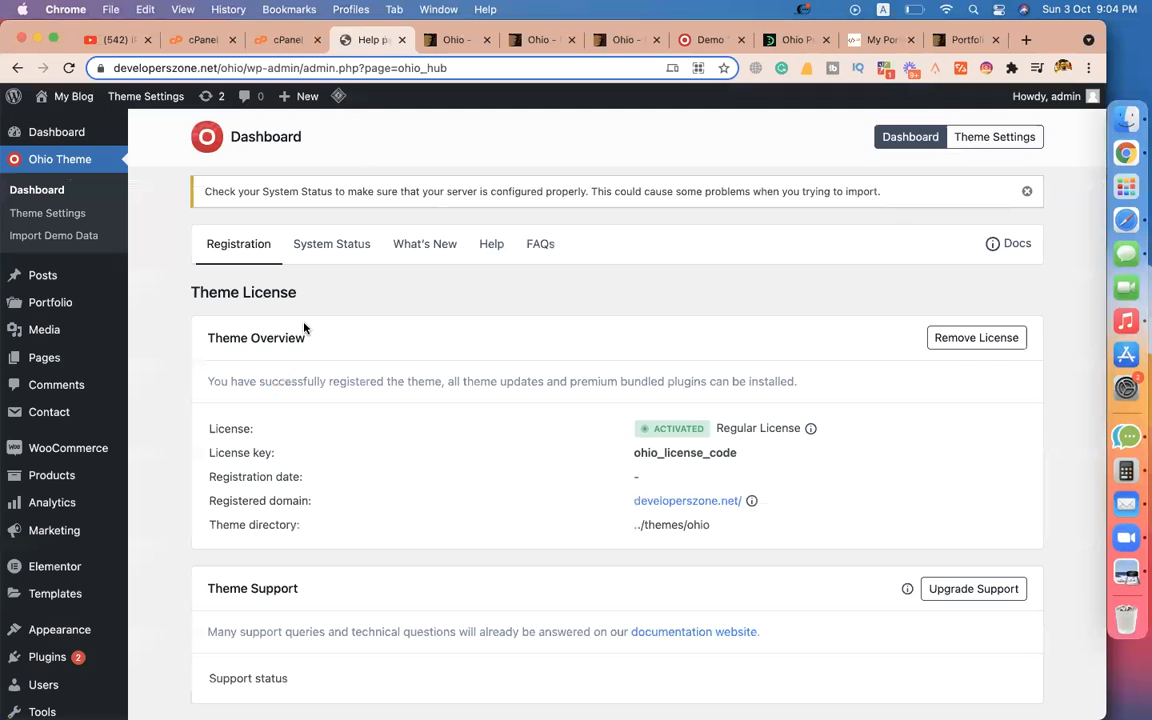 Chrome File Edit View History Bookmarks Profiles Tab Window Help A Sun 3 Oct 9:04 PM
(542) i cPanel cPanel Help p Ohio - Ohio - Ohio - Demo Ohio P My Por Portfoli
developerszone.net/ohio/wp-admin/admin.php?page=ohio_hub
My Blog Theme Settings 2 0 New Howdy, admin
Dashboard
Ohio Theme
Dashboard
Theme Settings
Import Demo Data
Posts
Portfolio
Media
Pages
Comments
Contact
WooCommerce
Products
Analytics
Marketing
Elementor
Templates
Appearance
Plugins 2
Users
Tools
Dashboard Dashboard Theme Settings
Check your System Status to make sure that your server is configured properly. This could cause some problems when you trying to import.
Registration System Status What's New Help FAQs Docs
Theme License
Theme Overview Remove License
You have successfully registered the theme, all theme updates and premium bundled plugins can be installed.
License: ACTIVATED Regular License
License key: ohio_license_code
Registration date: -
Registered domain: developerszone.net/
Theme directory: ../themes/ohio
Theme Support Upgrade Support
Many support queries and technical questions will already be answered on our documentation website.
Support status